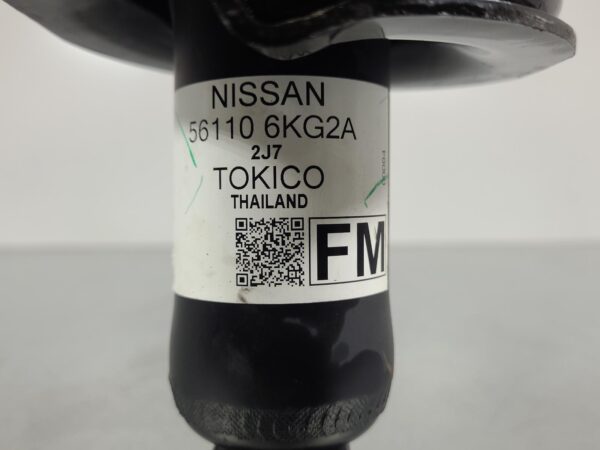 NISSAN
56110 6KG2A
2J7
TOKICO
THAILAND
FM